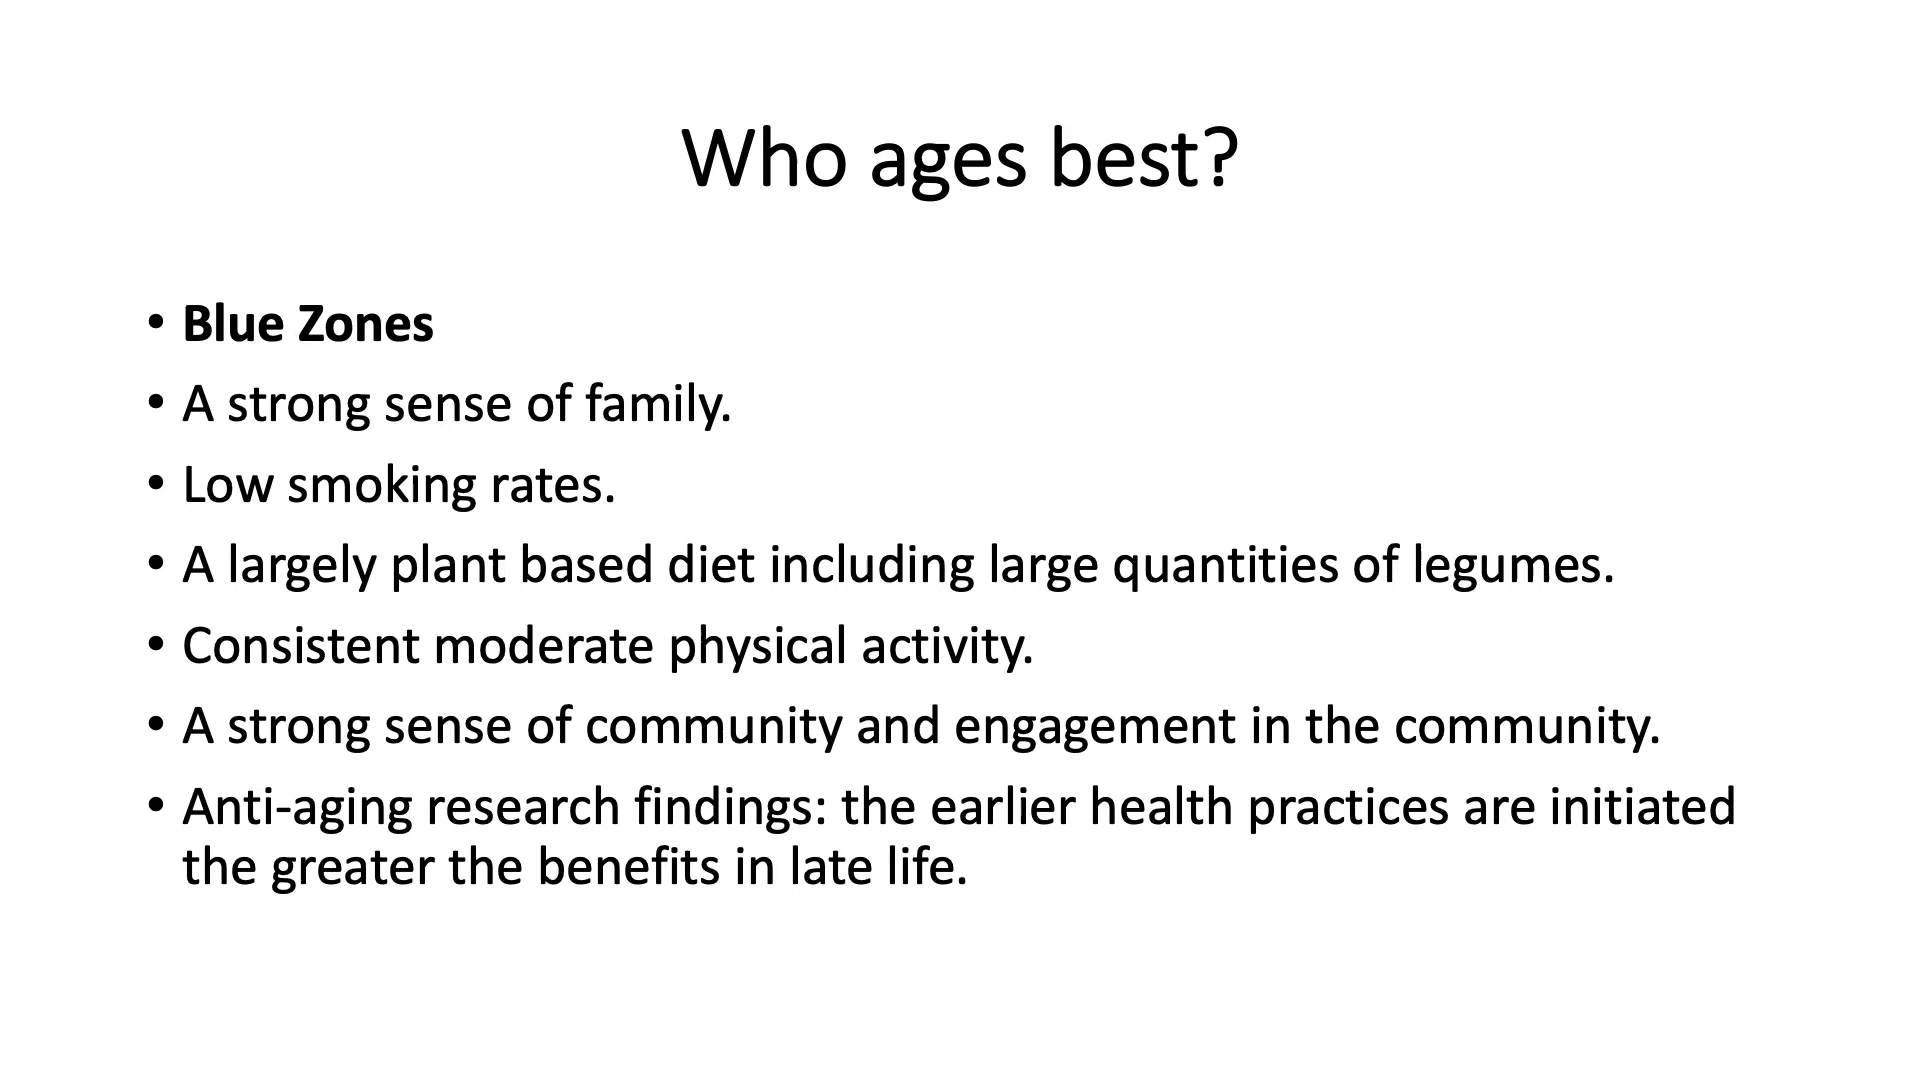 Who ages best?
• Blue Zones
• A strong sense of family.
• Low smoking rates.
• A largely plant based diet including large quantities of legumes.
• Consistent moderate physical activity.
• A strong sense of community and engagement in the community.
• Anti-aging research findings: the earlier health practices are initiated
the greater the benefits in late life.